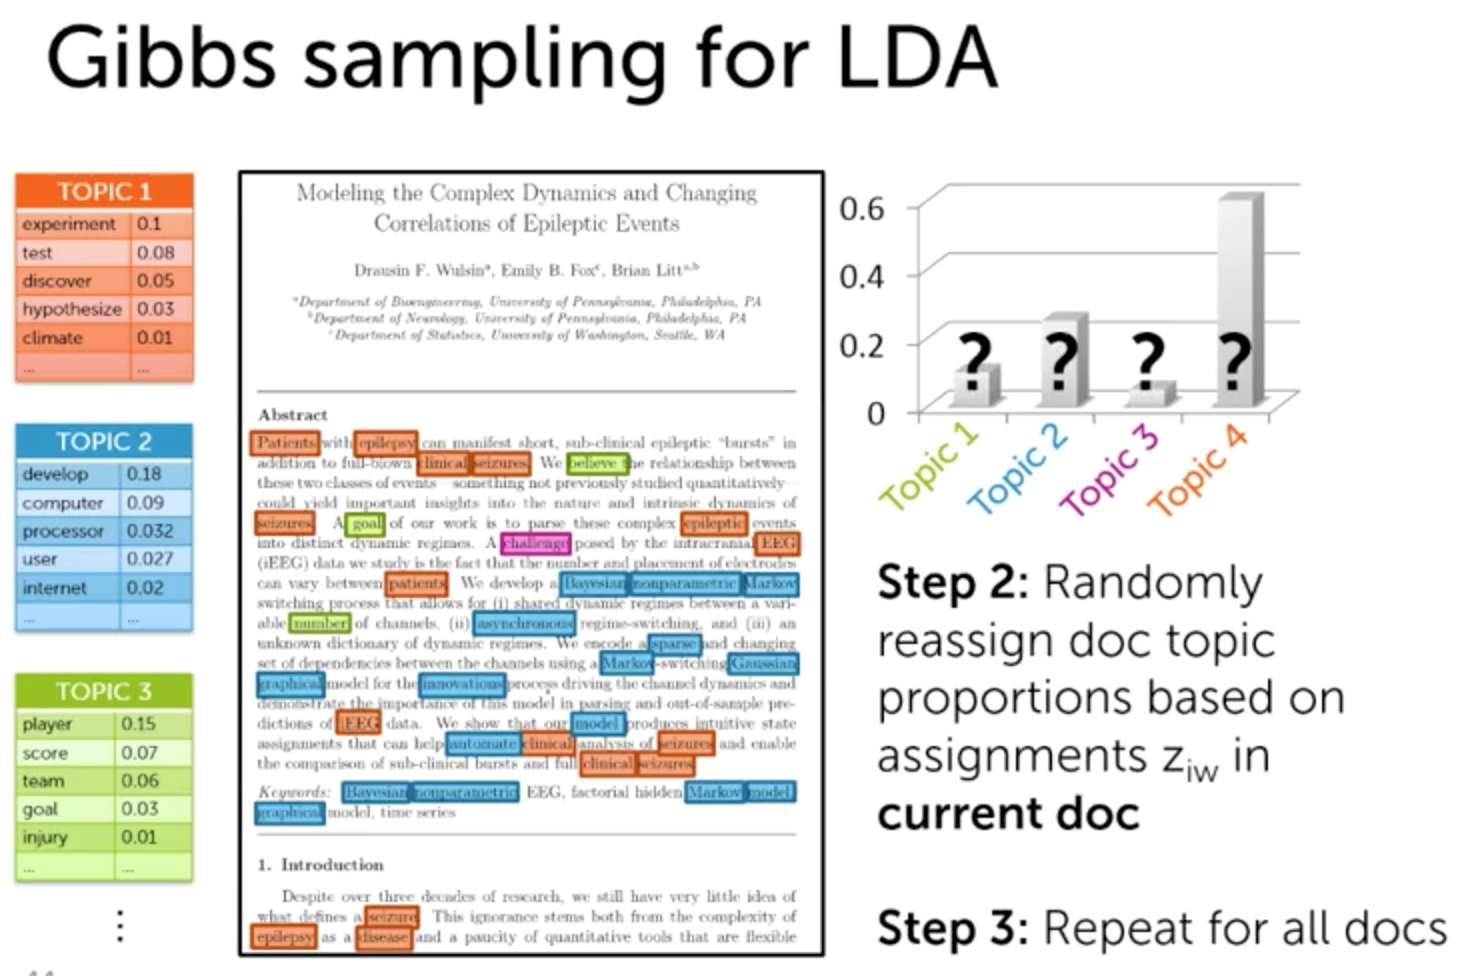 Gibbs sampling for LDA
TOPIC 1
experiment 0.1
test 0.08
discover 0.05
hypothesize 0.03
climate 0.01
... ...
TOPIC 2
develop 0.18
computer 0.09
processor 0.032
user 0.027
internet 0.02
... ...
TOPIC 3
player 0.15
score 0.07
team 0.06
goal 0.03
injury 0.01
... ...
Modeling the Complex Dynamics and Changing
Correlations of Epileptic Events
Drausin F. Wulsinᵃ, Emily B. Foxᶜ, Brian Littᵃ,ᵇ
ᵃDepartment of Bioengineering, University of Pennsylvania, Philadelphia, PA
ᵇDepartment of Neurology, University of Pennsylvania, Philadelphia, PA
ᶜDepartment of Statistics, University of Washington, Seattle, WA
Abstract
Patients with epilepsy can manifest short, sub-clinical epileptic “bursts” in
addition to full-blown clinical seizures. We believe the relationship between
these two classes of events something not previously studied quantitatively
could yield important insights into the nature and intrinsic dynamics of
seizures. A goal of our work is to parse these complex epileptic events
into distinct dynamic regimes. A challenge posed by the intracranial EEG
(iEEG) data we study is the fact that the number and placement of electrodes
can vary between patients. We develop a Bayesian nonparametric Markov
switching process that allows for (i) shared dynamic regimes between a vari-
able number of channels, (ii) asynchronous regime-switching, and (iii) an
unknown dictionary of dynamic regimes. We encode a sparse and changing
set of dependencies between the channels using a Markov-switching Gaussian
graphical model for the innovations process driving the channel dynamics and
demonstrate the importance of this model in parsing and out-of-sample pre-
dictions of iEEG data. We show that our model produces intuitive state
assignments that can help automate clinical analysis of seizures and enable
the comparison of sub-clinical bursts and full clinical seizures.
Keywords: Bayesian nonparametric, EEG, factorial hidden Markov model,
graphical model, time series
1. Introduction
Despite over three decades of research, we still have very little idea of
what defines a seizure. This ignorance stems both from the complexity of
epilepsy as a disease and a paucity of quantitative tools that are flexible
0.6
0.4
0.2
0
? ? ? ?
Topic 1
Topic 2
Topic 3
Topic 4
Step 2: Randomly
reassign doc topic
proportions based on
assignments z_iw in
current doc
Step 3: Repeat for all docs